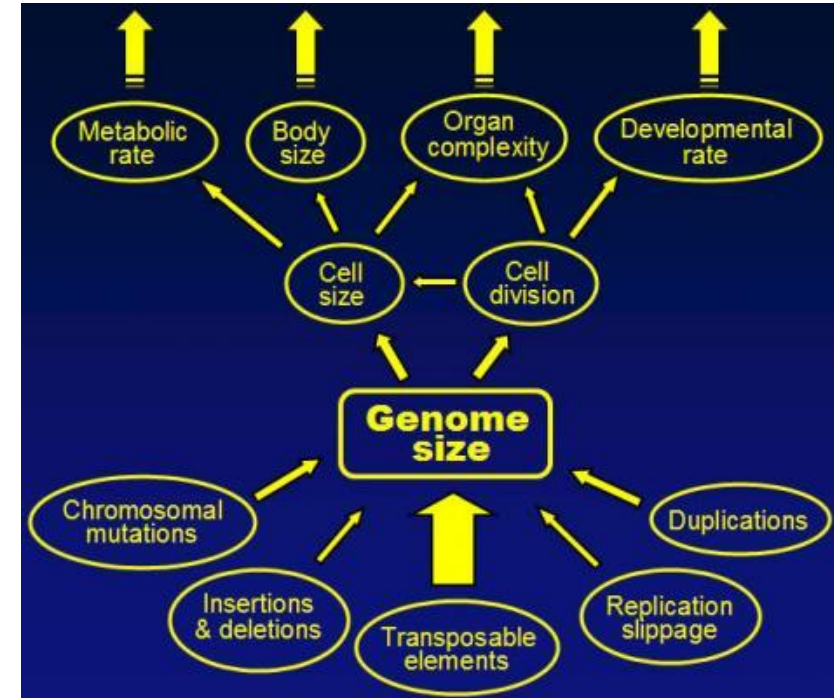 Metabolic
rate
Body
size
Organ
complexity
Developmental
rate
Cell
size
Cell
division
Genome
size
Chromosomal
mutations
Insertions
& deletions
Transposable
elements
Replication
slippage
Duplications